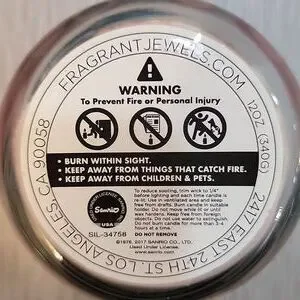 FRAGRANTJEWELS.COM
12OZ (340G)
2417 EAST 24TH ST. LOS ANGELES, CA 90058
WARNING
To Prevent Fire or Personal Injury
• BURN WITHIN SIGHT.
• KEEP AWAY FROM THINGS THAT CATCH FIRE.
• KEEP AWAY FROM CHILDREN & PETS.
Sanrio
USA
SIL-34756
To reduce sooting, trim wick to 1/4"
before lighting and each time candle is
re-lit. Use in ventilated area and keep
free from drafts. Burn candle in suitable
holder. Do not move while lit or until
wax hardens. Keep free from foreign
objects. Do not use water to extinguish.
Do not burn candle for more than 3-4
hours at a time.
DO NOT REMOVE
©1976, 2017 SANRIO CO., LTD.
Used Under License.
www.sanrio.com